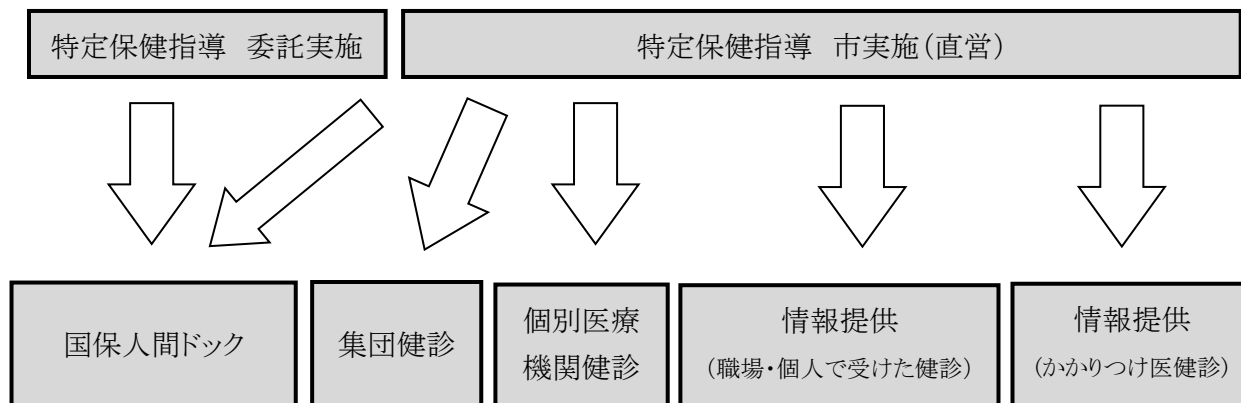 特定保健指導　委託実施
特定保健指導　市実施（直営）
国保人間ドック
集団健診
個別医療
機関健診
情報提供
（職場・個人で受けた健診）
情報提供
（かかりつけ医健診）